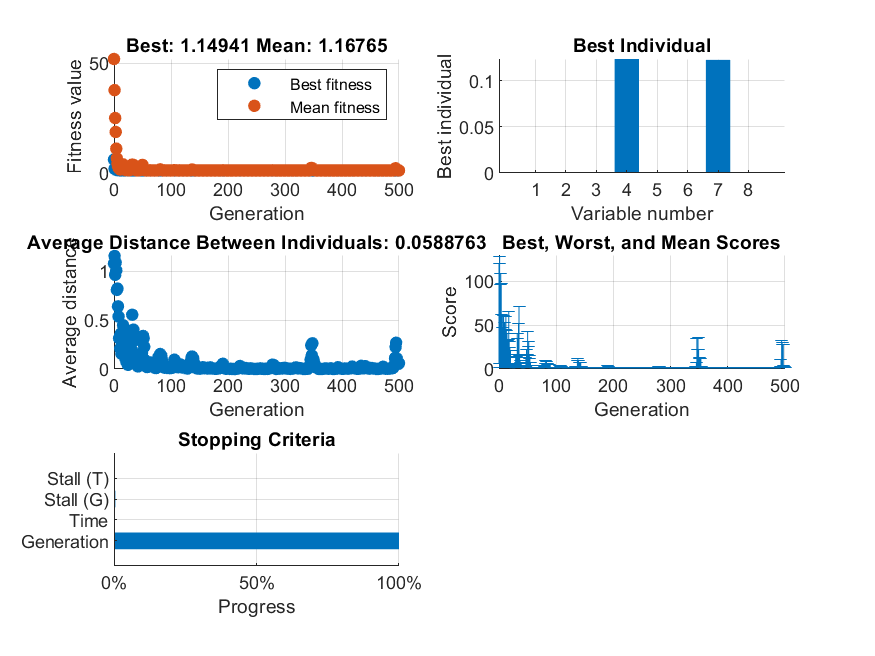 Best: 1.14941 Mean: 1.16765
Fitness value
50
0
Best fitness
Mean fitness
0 100 200 300 400 500
Generation
Best Individual
Best individual
0.1
0.05
0
1 2 3 4 5 6 7 8
Variable number
Average Distance Between Individuals: 0.0588763
Average distance
1
0.5
0
0 100 200 300 400 500
Generation
Best, Worst, and Mean Scores
Score
100
50
0
0 100 200 300 400 500
Generation
Stopping Criteria
Stall (T)
Stall (G)
Time
Generation
0% 50% 100%
Progress